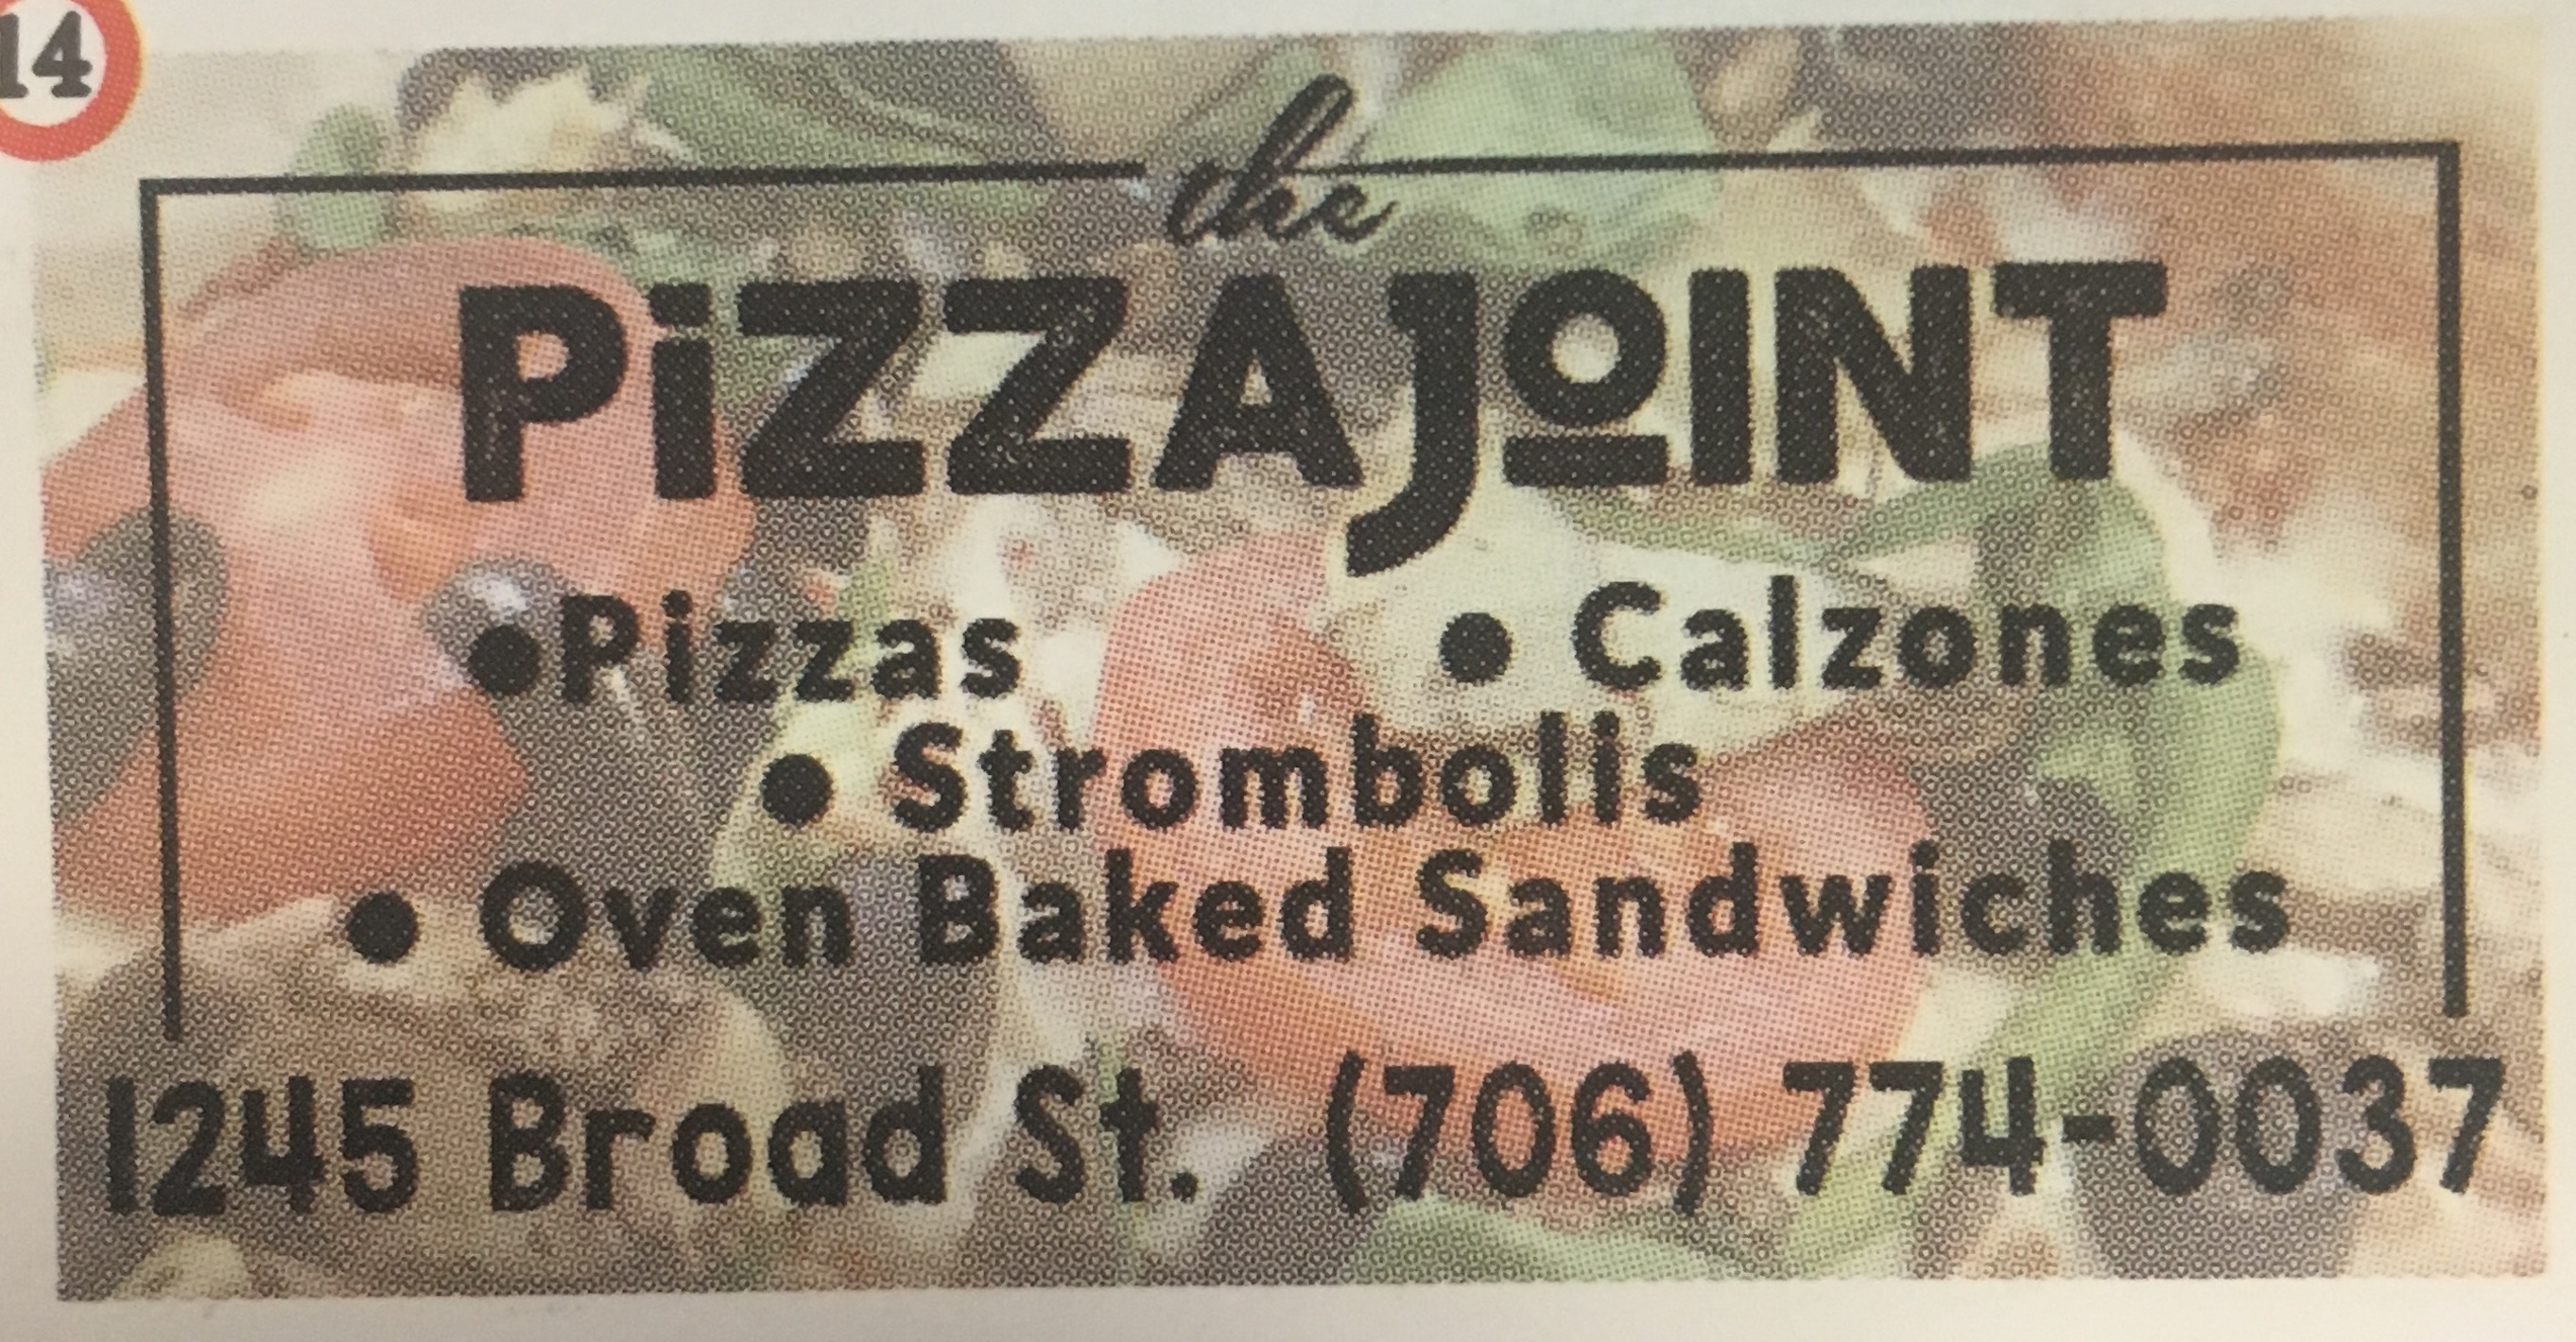 14
the
PiZZA JOINT
• Pizzas • Calzones
• Strombolis
• Oven Baked Sandwiches
1245 Broad St. (706) 774-0037